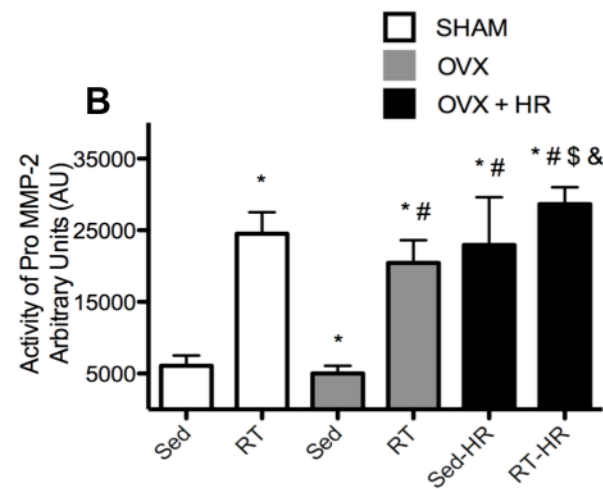 SHAM
OVX
OVX + HR
B
Activity of Pro MMP-2
Arbitrary Units (AU)
35000
25000
15000
5000
*
*
* #
* #
* # $ &
Sed
RT
Sed
RT
Sed-HR
RT-HR